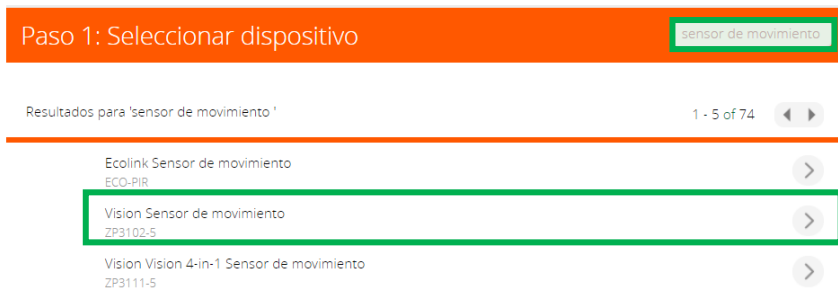 Paso 1: Seleccionar dispositivo
sensor de movimiento
Resultados para 'sensor de movimiento '
1 - 5 of 74
Ecolink Sensor de movimiento
ECO-PIR
Vision Sensor de movimiento
ZP3102-5
Vision Vision 4-in-1 Sensor de movimiento
ZP3111-5